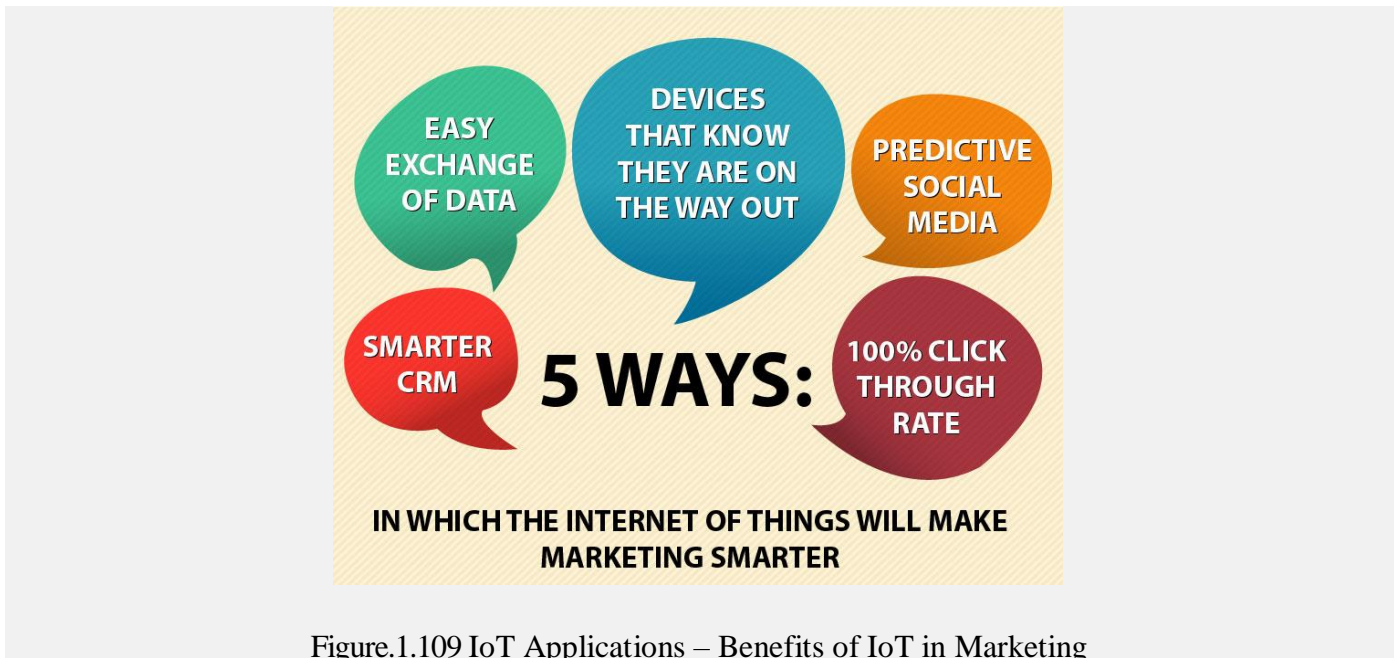 EASY
EXCHANGE
OF DATA
DEVICES
THAT KNOW
THEY ARE ON
THE WAY OUT
PREDICTIVE
SOCIAL
MEDIA
SMARTER
CRM
5 WAYS:
100% CLICK
THROUGH
RATE
IN WHICH THE INTERNET OF THINGS WILL MAKE
MARKETING SMARTER
Figure.1.109 IoT Applications – Benefits of IoT in Marketing